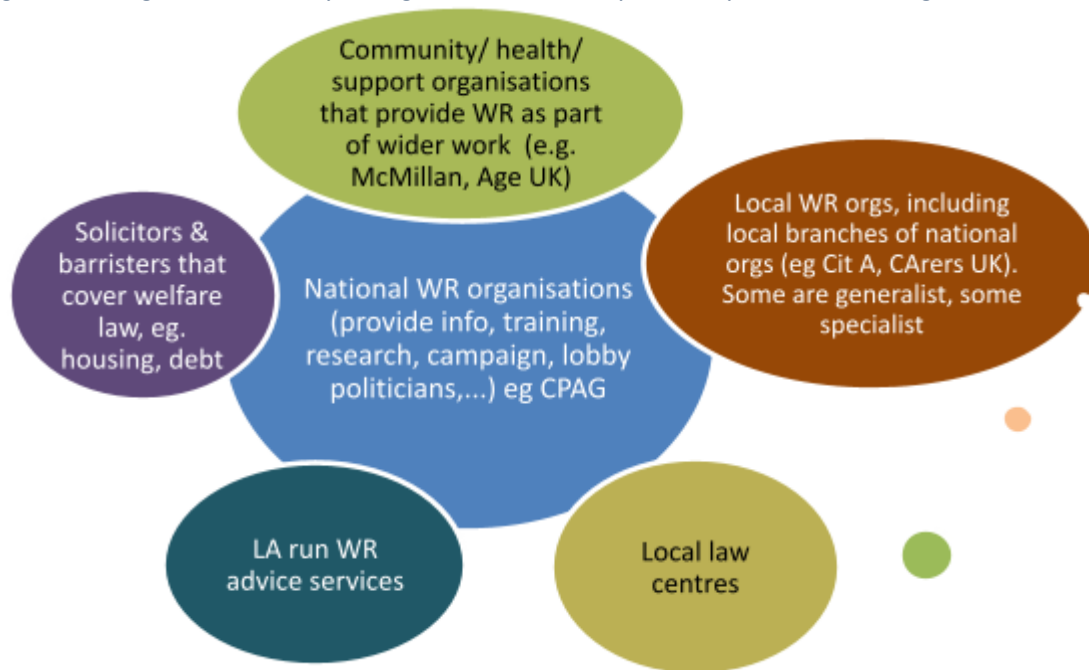 Community/ health/
support organisations
that provide WR as part
of wider work  (e.g.
McMillan, Age UK)
Solicitors &
barristers that
cover welfare
law, eg.
housing, debt
National WR organisations
(provide info, training,
research, campaign, lobby
politicians,...) eg CPAG
Local WR orgs, including
local branches of national
orgs (eg Cit A, CArers UK).
Some are generalist, some
specialist
LA run WR
advice services
Local law
centres